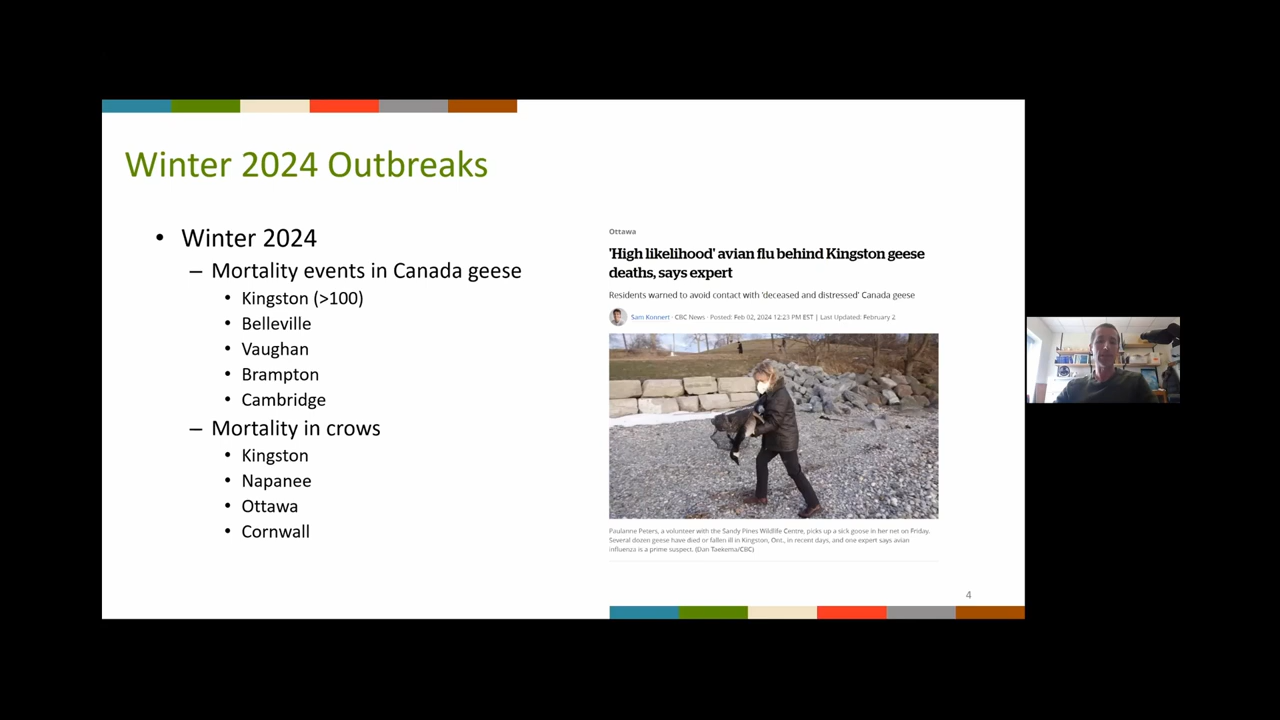 Winter 2024 Outbreaks
• Winter 2024
– Mortality events in Canada geese
• Kingston (>100)
• Belleville
• Vaughan
• Brampton
• Cambridge
– Mortality in crows
• Kingston
• Napanee
• Ottawa
• Cornwall
Ottawa
'High likelihood' avian flu behind Kingston geese
deaths, says expert
Residents warned to avoid contact with 'deceased and distressed' Canada geese
Sam Konnert · CBC News · Posted: Feb 02, 2024 12:23 PM EST | Last Updated: February 2
Paulanne Peters, a volunteer with the Sandy Pines Wildlife Centre, picks up a sick goose in her net on Friday.
Several dozen geese have died or fallen ill in Kingston, Ont., in recent days, and one expert says avian
influenza is a prime suspect. (Dan Taekema/CBC)
4